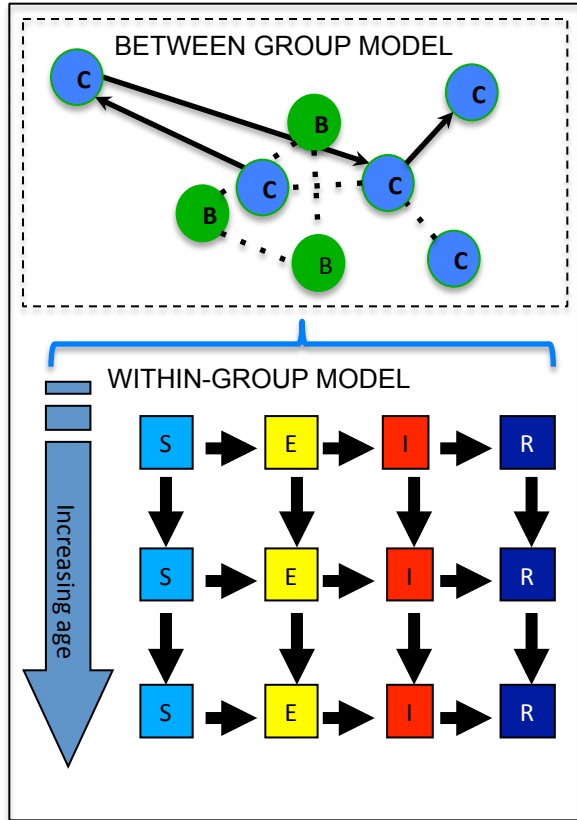 BETWEEN GROUP MODEL
C
C
B
C
C
B
B
C
WITHIN-GROUP MODEL
Increasing age
S E I R
S E I R
S E I R